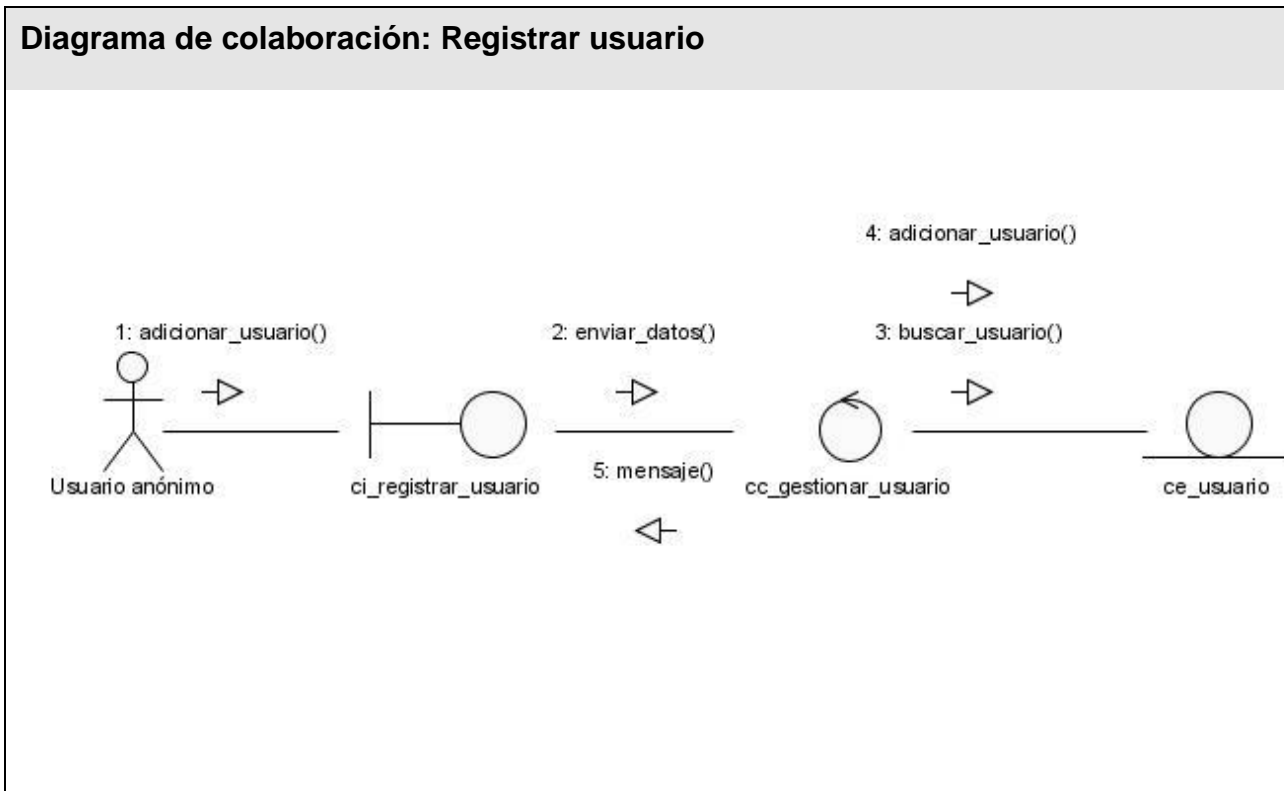 Diagrama de colaboración: Registrar usuario
4: adicionar_usuario()
1: adicionar_usuario()
2: enviar_datos()
3: buscar_usuario()
5: mensaje()
Usuario anónimo
ci_registrar_usuario
cc_gestionar_usuario
ce_usuario